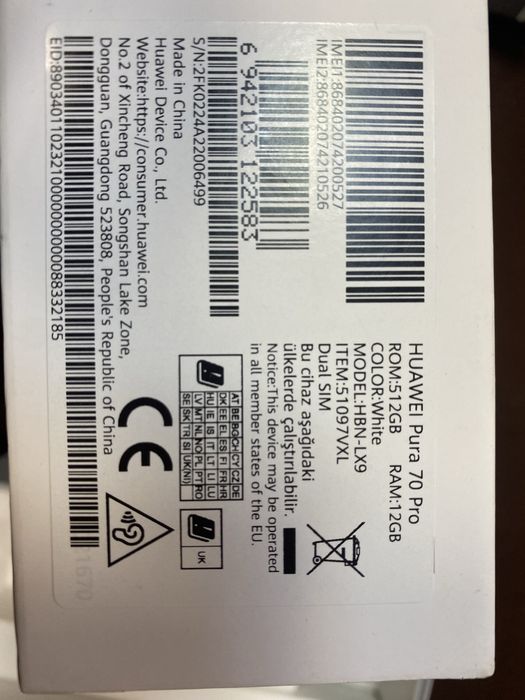 HUAWEI Pura 70 Pro
ROM:512GB RAM:12GB
COLOR:White
MODEL:HBN-LX9
ITEM:51097VXL
Dual SIM
Bu cihaz aşağıdaki
ülkelerde çalıştırılabilir.
Notice:This device may be operated
in all member states of the EU.
AT BE BG CH CY CZ DE
DK EE EL ES FI FR HR
HU IE IS IT LT LI LU
LV MT NL NO PL PT RO
SE SK TR SI UK(NI)
UK
IMEI1:868402074200527
IMEI2:868402074210526
6 942103 122583
S/N:2FK0224A22006499
Made in China
Huawei Device Co., Ltd.
Website:https://consumer.huawei.com
No.2 of Xincheng Road, Songshan Lake Zone,
Dongguan, Guangdong 523808, People's Republic of China
EID:89034011023210000000000088332185
CE
1670